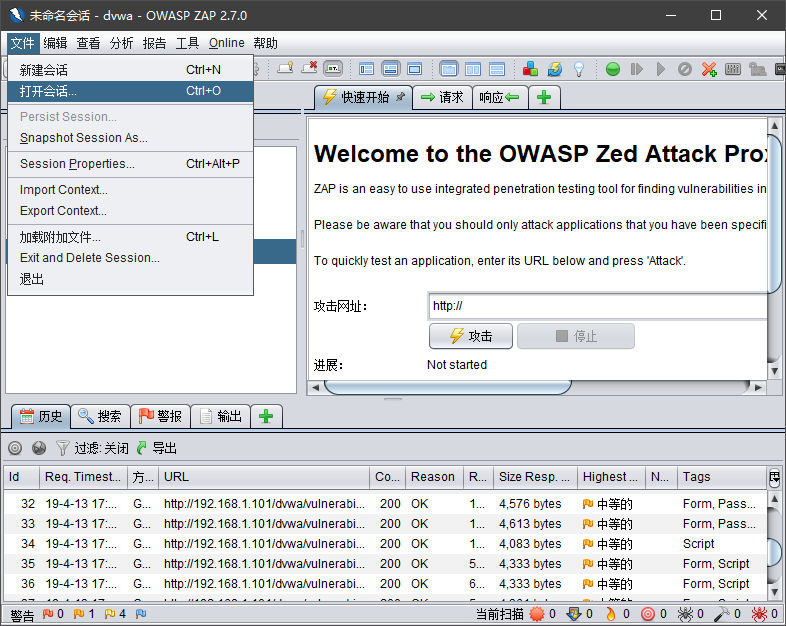 未命名会话 - dvwa - OWASP ZAP 2.7.0
文件 编辑 查看 分析 报告 工具 Online 帮助
新建会话 Ctrl+N
打开会话... Ctrl+O
Persist Session...
Snapshot Session As...
Session Properties... Ctrl+Alt+P
Import Context...
Export Context...
加载附加文件... Ctrl+L
Exit and Delete Session...
退出
快速开始 请求 响应
Welcome to the OWASP Zed Attack Pro
ZAP is an easy to use integrated penetration testing tool for finding vulnerabilities in
Please be aware that you should only attack applications that you have been specifi
To quickly test an application, enter its URL below and press 'Attack'.
攻击网址: http://
攻击 停止
进展: Not started
历史 搜索 警报 输出
过滤: 关闭 导出
Id Req. Timest... 方... URL Co... Reason R... Size Resp. ... Highest ... N... Tags
32 19-4-13 17:... G... http://192.168.1.101/dvwa/vulnerabi... 200 OK 1... 4,576 bytes 中等的 Form, Pass...
33 19-4-13 17:... G... http://192.168.1.101/dvwa/vulnerabi... 200 OK 1... 4,613 bytes 中等的 Form, Pass...
34 19-4-13 17:... G... http://192.168.1.101/dvwa/vulnerabi... 200 OK 1... 4,083 bytes 中等的 Script
35 19-4-13 17:... G... http://192.168.1.101/dvwa/vulnerabi... 200 OK 5... 4,333 bytes 中等的 Form, Script
36 19-4-13 17:... G... http://192.168.1.101/dvwa/vulnerabi... 200 OK 6... 4,333 bytes 中等的 Form, Script
警告 0 1 4 当前扫描 0 0 0 0 0 0 0